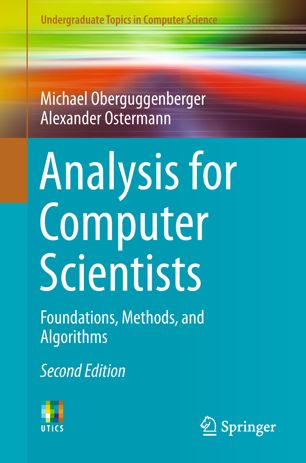 Undergraduate Topics in Computer Science
Michael Oberguggenberger
Alexander Ostermann
Analysis for
Computer
Scientists
Foundations, Methods, and
Algorithms
Second Edition
UTiCS
Springer